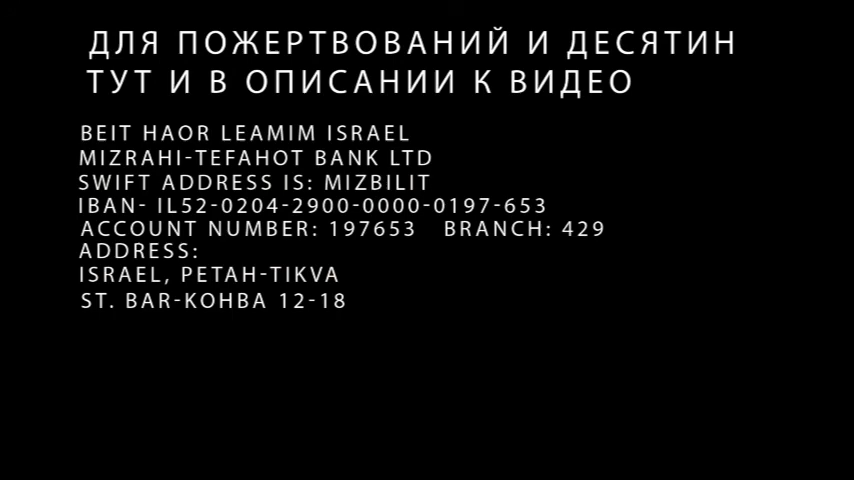 ДЛЯ ПОЖЕРТВОВАНИЙ И ДЕСЯТИН
ТУТ И В ОПИСАНИИ К ВИДЕО
BEIT HAOR LEAMIM ISRAEL
MIZRAHI-TEFAHOT BANK LTD
SWIFT ADDRESS IS: MIZBILIT
IBAN- IL52-0204-2900-0000-0197-653
ACCOUNT NUMBER: 197653 BRANCH: 429
ADDRESS:
ISRAEL, PETAH-TIKVA
ST. BAR-KOHBA 12-18